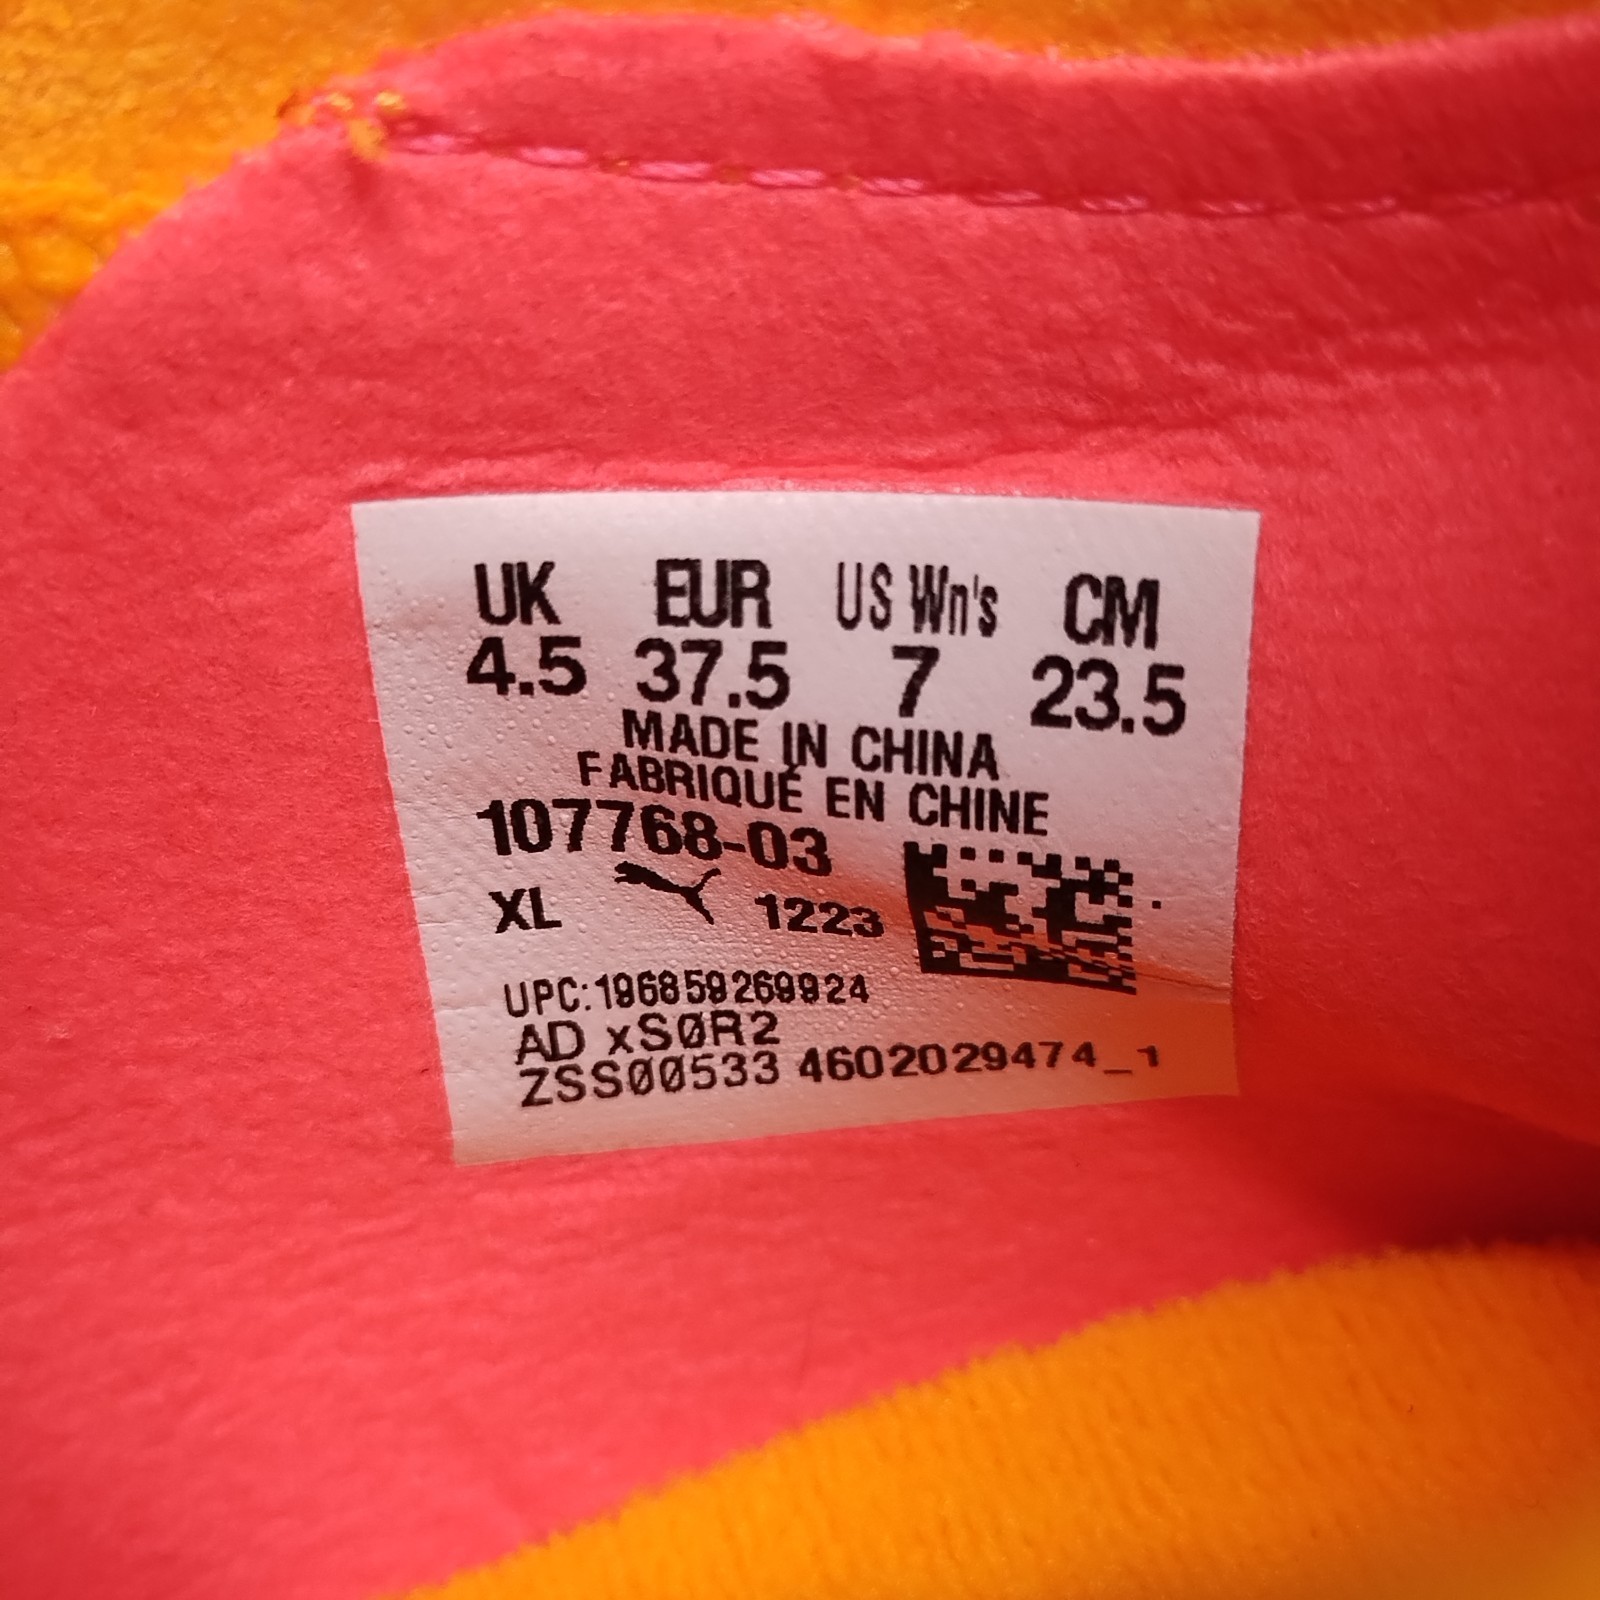 UK EUR US Wn's CM
4.5 37.5 7 23.5
MADE IN CHINA
FABRIQUÉ EN CHINE
107768-03
XL 1223
UPC:196859269924
AD xSØR2
ZSSØØ533 4602029474_1